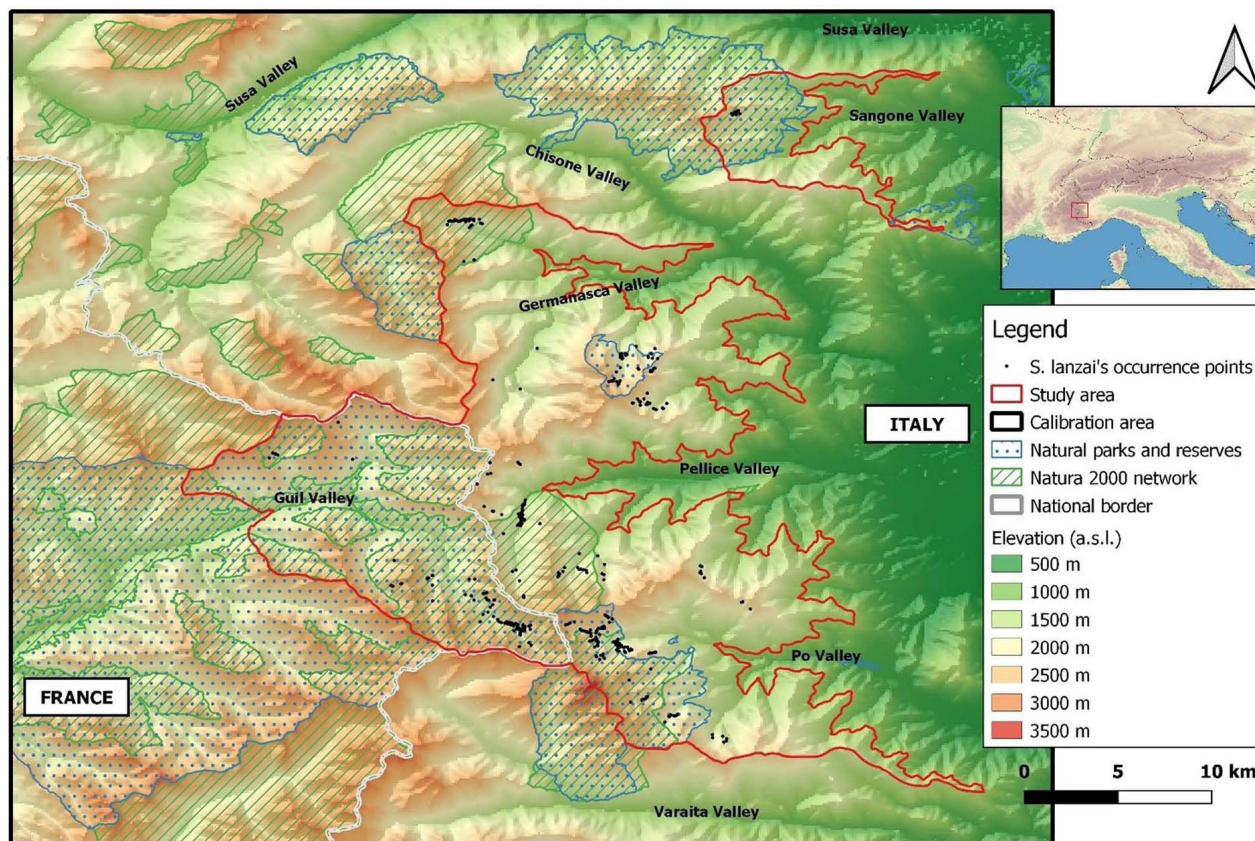 Susa Valley
Susa Valley
Sangone Valley
Chisone Valley
Germanasca Valley
ITALY
Pellice Valley
Guil Valley
Po Valley
FRANCE
Varaita Valley
Legend
S. lanzai's occurrence points
Study area
Calibration area
Natural parks and reserves
Natura 2000 network
National border
Elevation (a.s.l.)
500 m
1000 m
1500 m
2000 m
2500 m
3000 m
3500 m
0 5 10 km